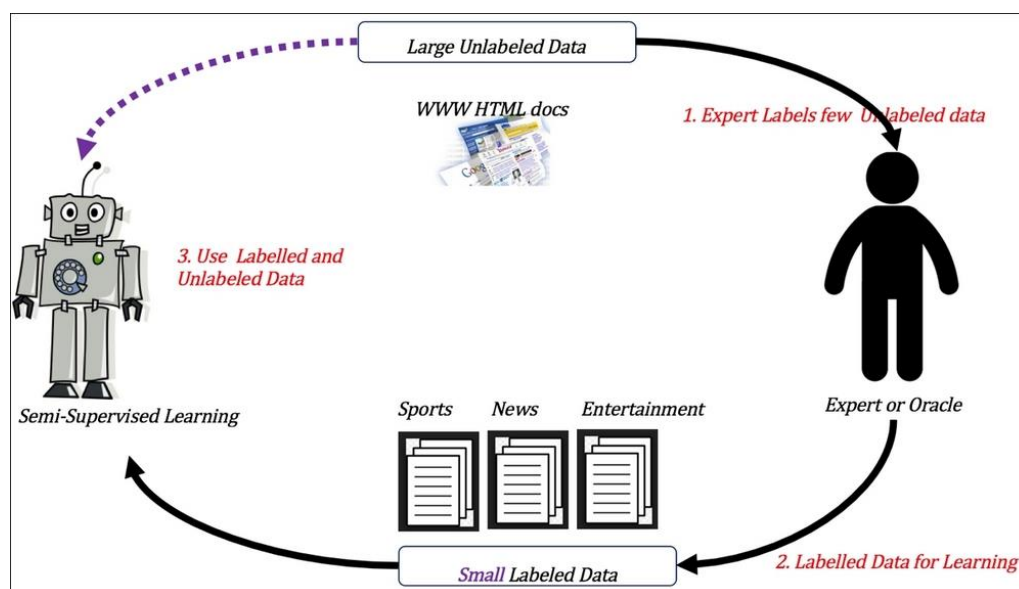 Large Unlabeled Data
WWW HTML docs
1. Expert Labels few Unlabeled data
3. Use Labelled and
Unlabeled Data
Semi-Supervised Learning
Sports
News
Entertainment
Expert or Oracle
Small Labeled Data
2. Labelled Data for Learning